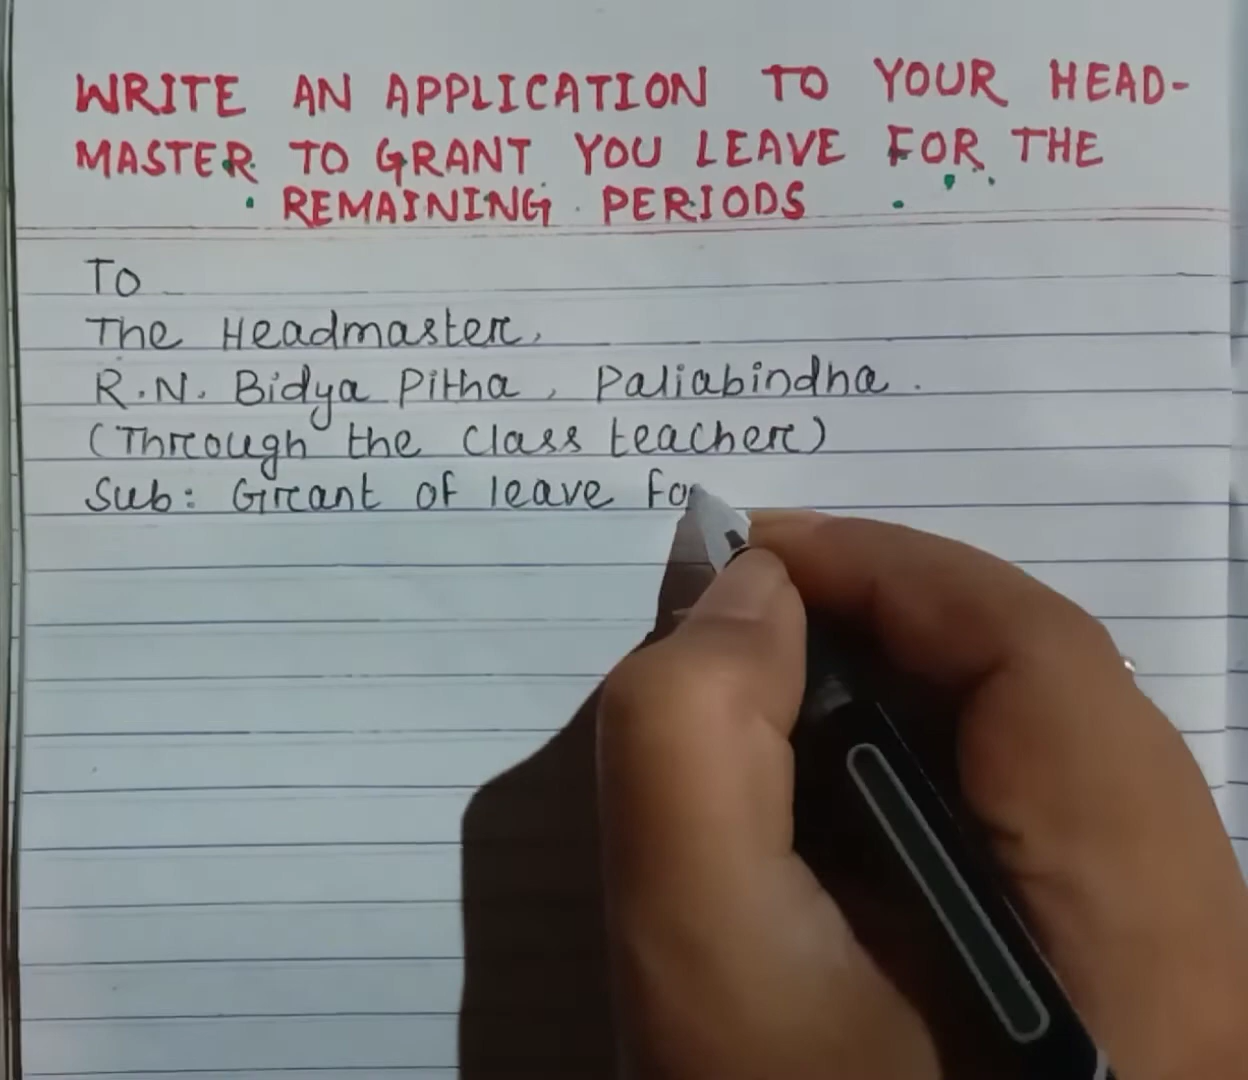 WRITE AN APPLICATION TO YOUR HEAD-
MASTER TO GRANT YOU LEAVE FOR THE
REMAINING PERIODS
To
The Headmaster,
R.N. Bidya Pitha, Paliabindha.
(Through the class teacher)
Sub: Grant of leave fo